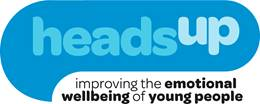 headsup
improving the emotional
wellbeing of young people